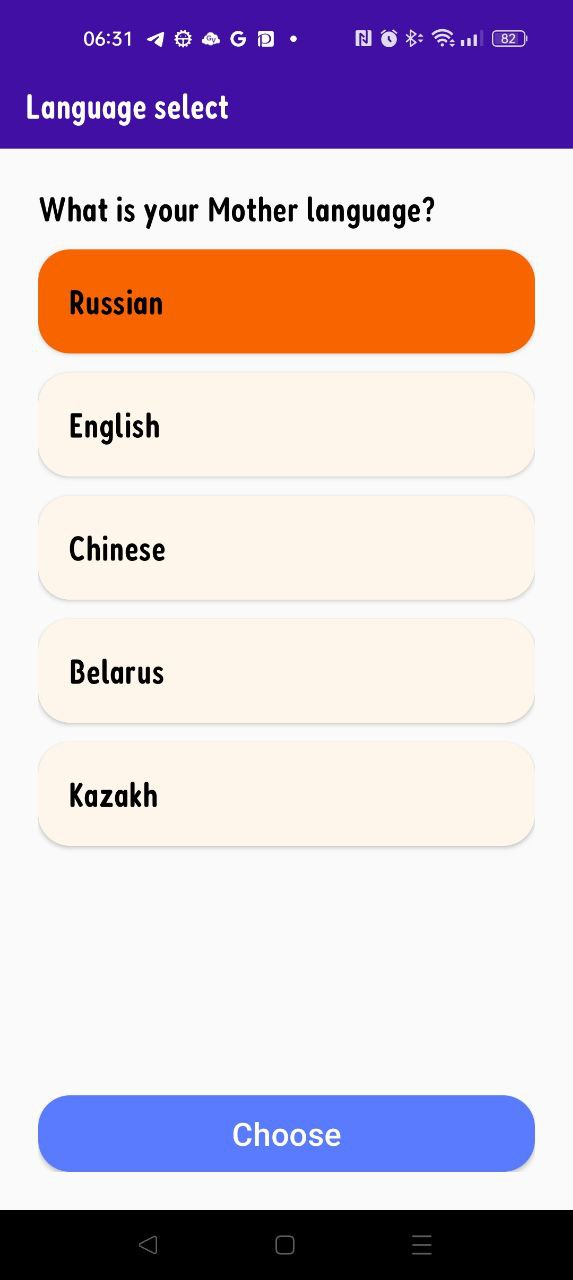 06:31
82
Language select
What is your Mother language?
Russian
English
Chinese
Belarus
Kazakh
Choose